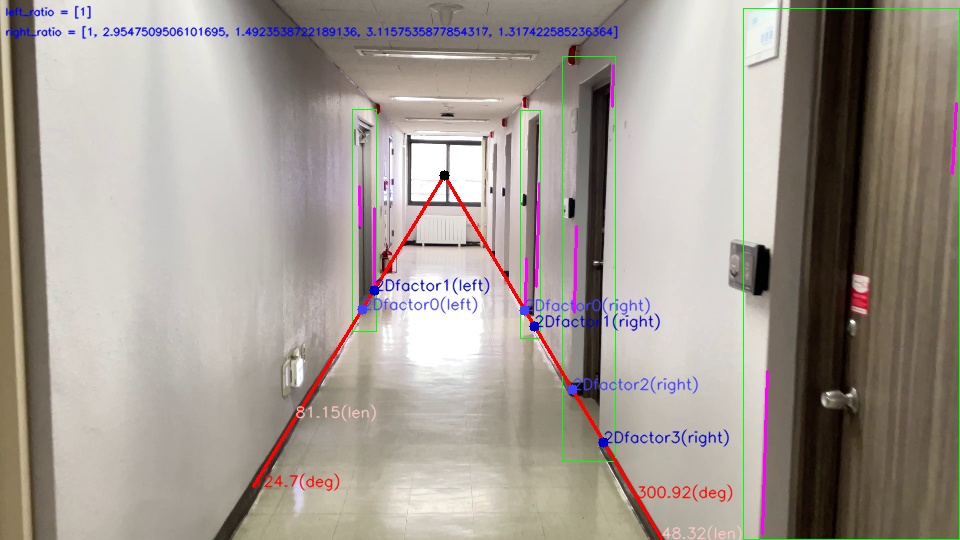 left_ratio = [1]
right_ratio = [1, 2.9547509506101695, 1.4923538722189136, 3.1157535877854317, 1.317422585236364]
2Dfactor1(left)
2Dfactor0(left)
2Dfactor0(right)
2Dfactor1(right)
2Dfactor2(right)
81.15(len)
2Dfactor3(right)
24.7(deg)
300.92(deg)
48.32(len)